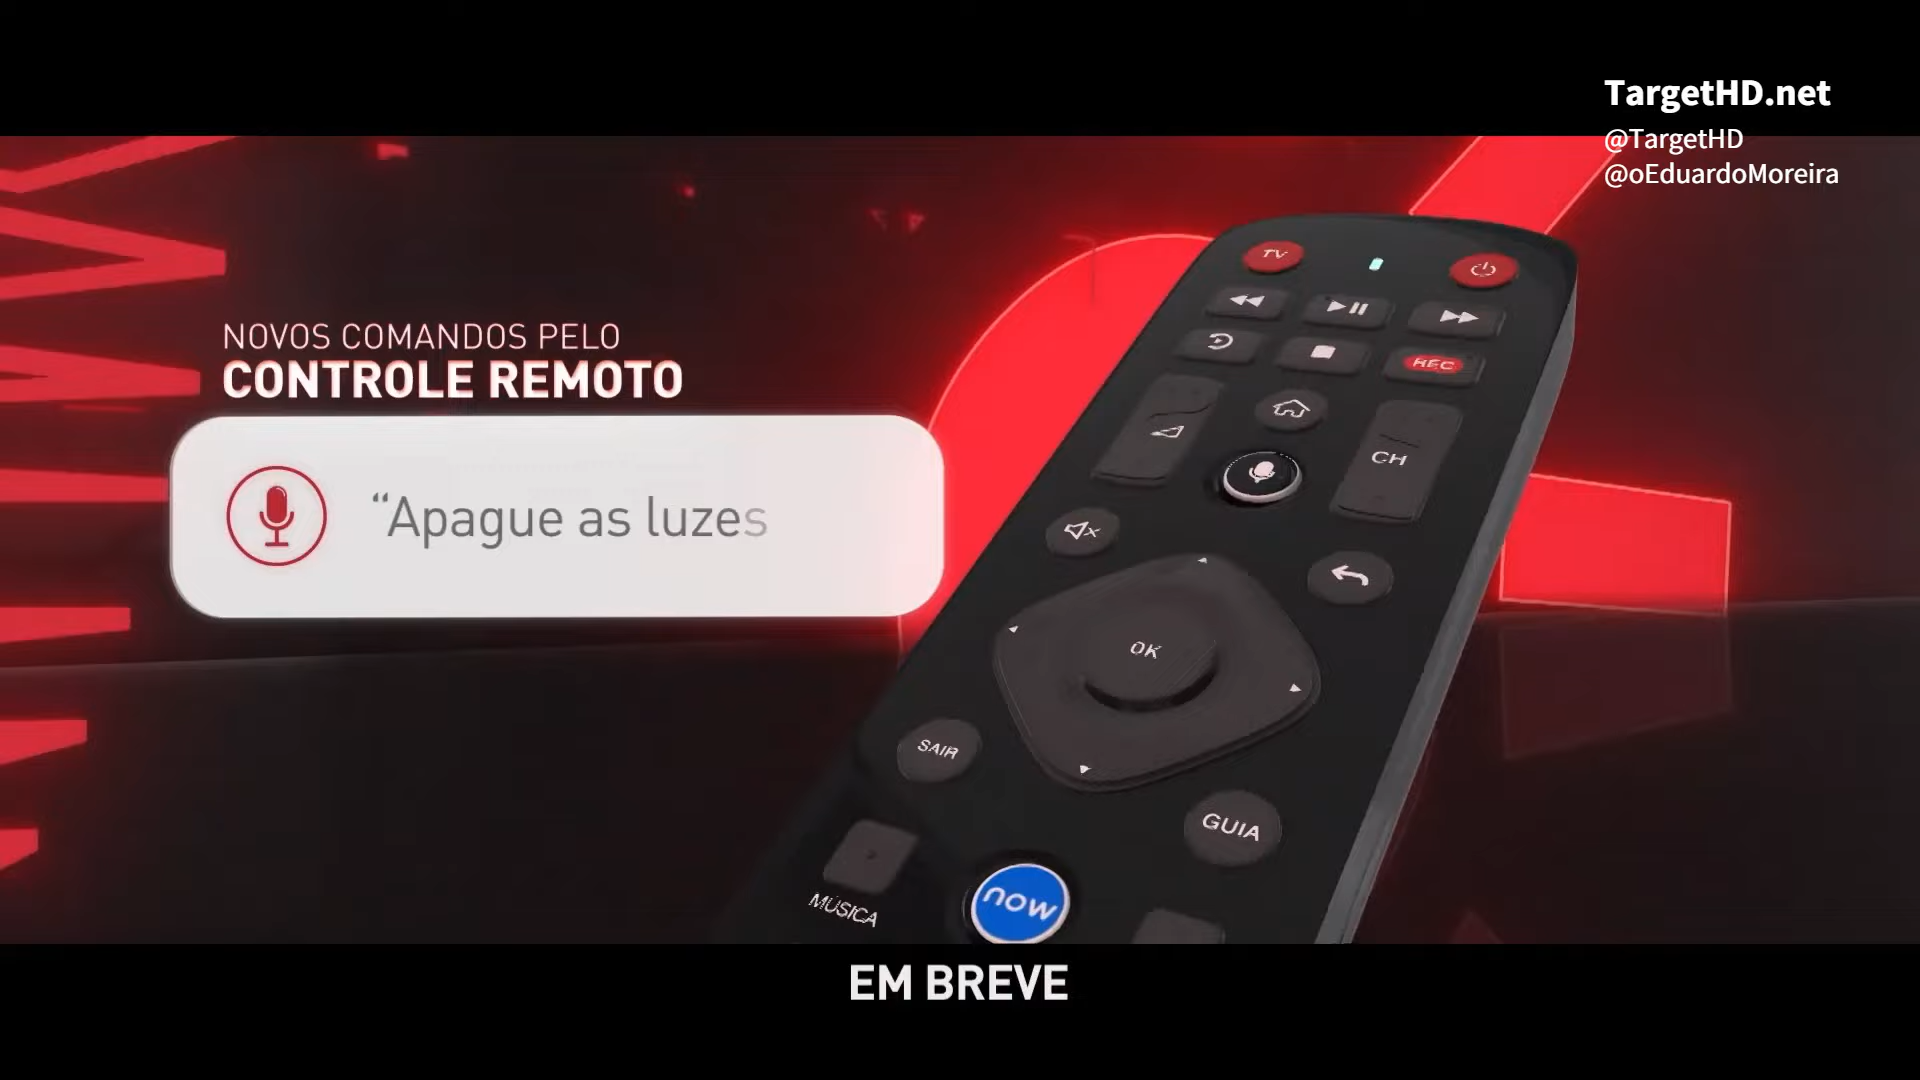 TargetHD.net
@TargetHD
@oEduardoMoreira
NOVOS COMANDOS PELO
CONTROLE REMOTO
“Apague as luzes
TV
REC
CH
OK
SAIR
GUIA
MÚSICA
now
EM BREVE